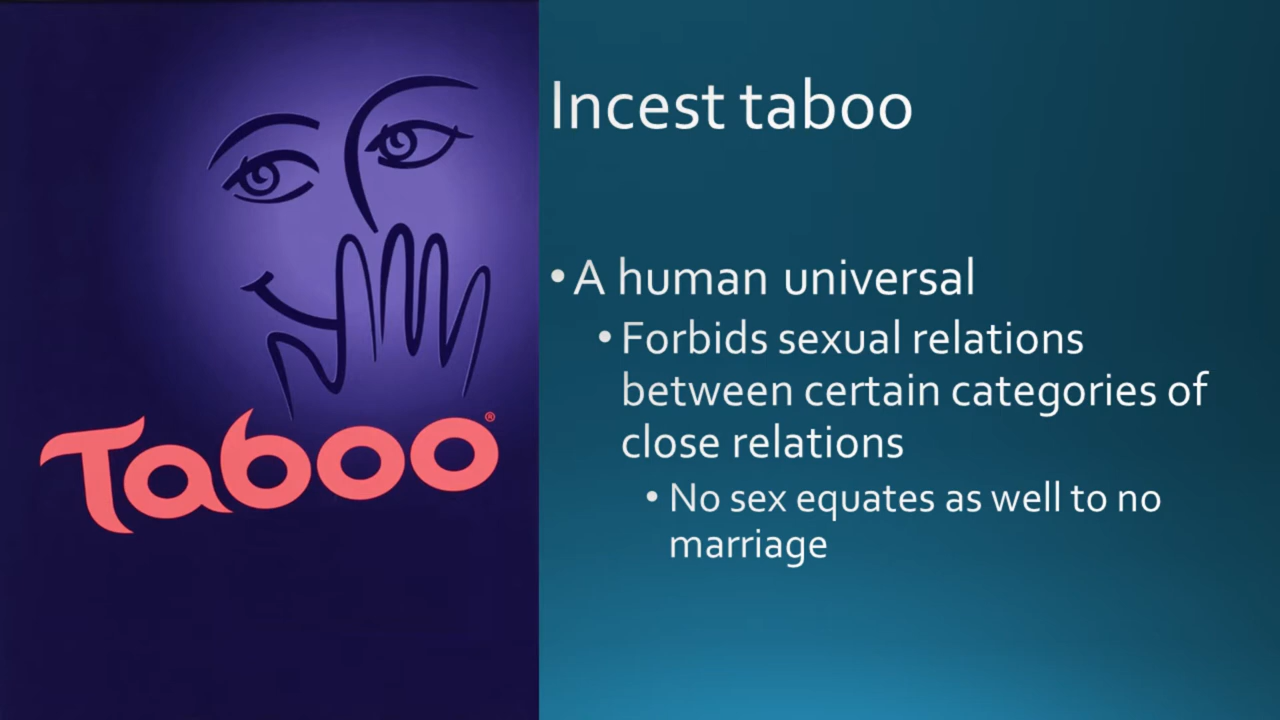 Taboo®
Incest taboo
• A human universal
• Forbids sexual relations
between certain categories of
close relations
• No sex equates as well to no
marriage